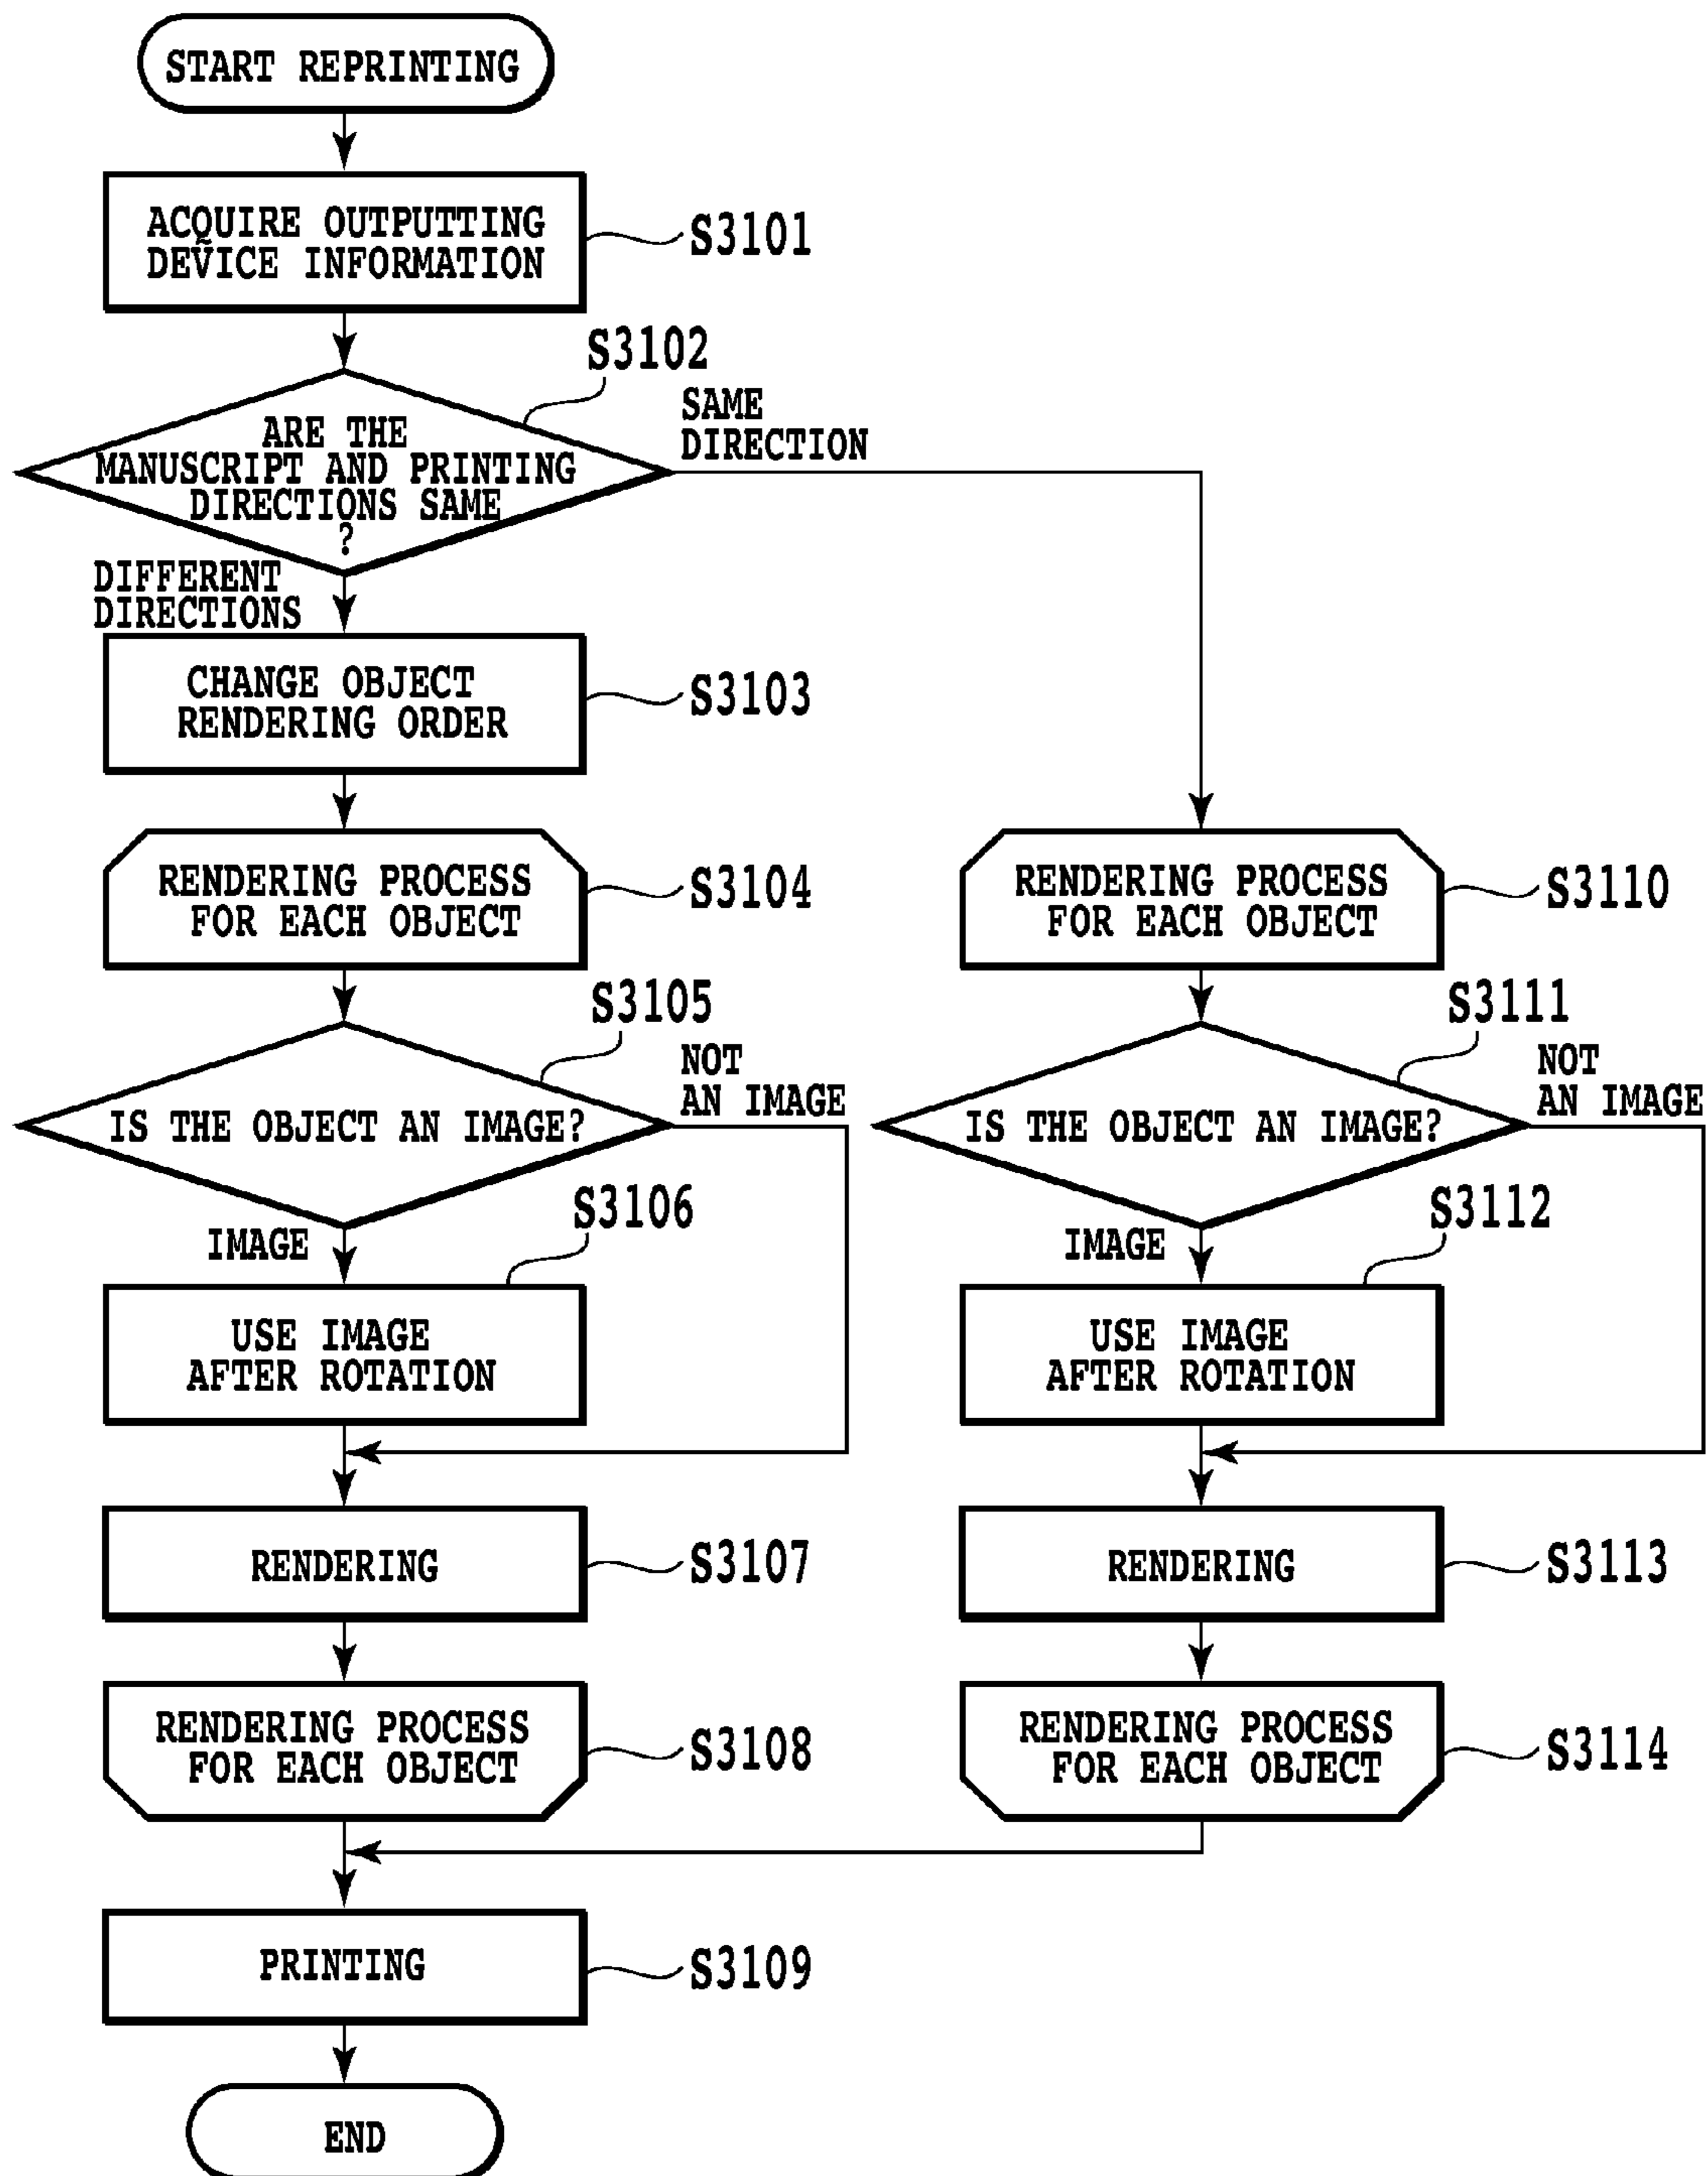 START REPRINTING
ACQUIRE OUTPUTTING
DEVICE INFORMATION
S3101
S3102
ARE THE
MANUSCRIPT AND PRINTING
DIRECTIONS SAME
?
SAME
DIRECTION
DIFFERENT
DIRECTIONS
CHANGE OBJECT
RENDERING ORDER
S3103
RENDERING PROCESS
FOR EACH OBJECT
S3104
RENDERING PROCESS
FOR EACH OBJECT
S3110
S3105
IS THE OBJECT AN IMAGE?
NOT
AN IMAGE
S3111
IS THE OBJECT AN IMAGE?
NOT
AN IMAGE
IMAGE
S3106
USE IMAGE
AFTER ROTATION
IMAGE
S3112
USE IMAGE
AFTER ROTATION
RENDERING
S3107
RENDERING
S3113
RENDERING PROCESS
FOR EACH OBJECT
S3108
RENDERING PROCESS
FOR EACH OBJECT
S3114
PRINTING
S3109
END